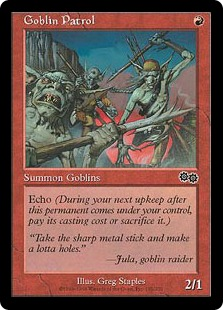 Goblin Patrol
Summon Goblins
Echo (During your next upkeep after
this permanent comes under your control,
pay its casting cost or sacrifice it.)
"Take the sharp metal stick and make
a lotta holes."
—Jula, goblin raider
Illus. Greg Staples
2/1